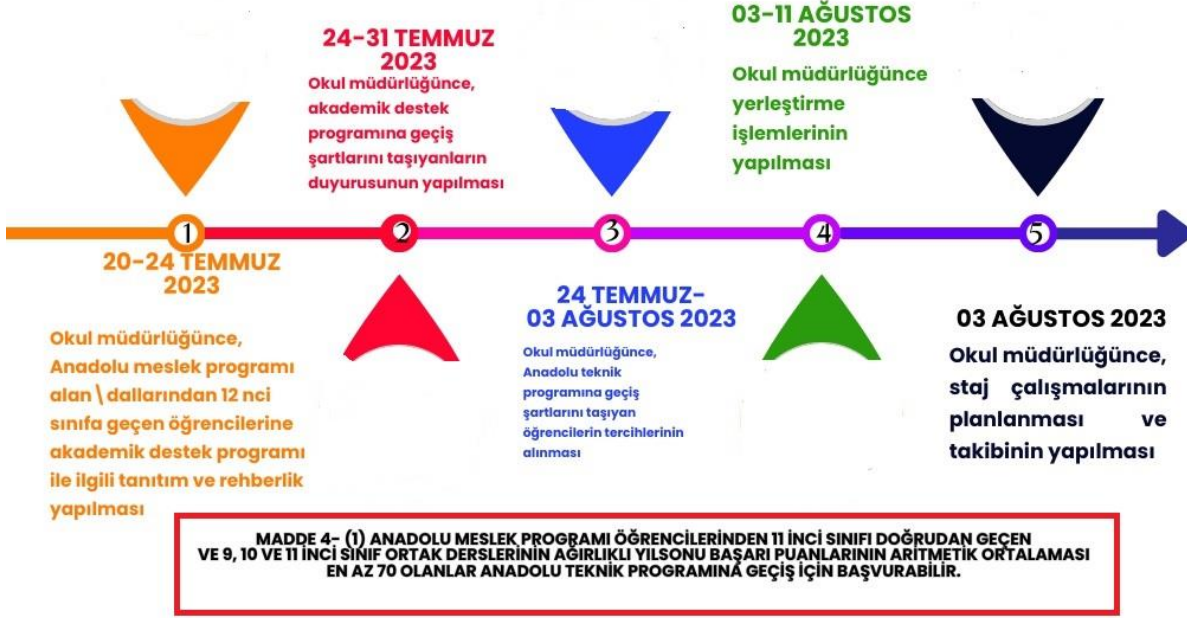 24-31 TEMMUZ
2023
Okul müdürlüğünce,
akademik destek
programına geçiş
şartlarını taşıyanların
duyurusunun yapılması
03-11 AĞUSTOS
2023
Okul müdürlüğünce
yerleştirme
işlemlerinin
yapılması
1
2
3
4
5
20-24 TEMMUZ
2023
Okul müdürlüğünce,
Anadolu meslek programı
alan \ dallarından 12 nci
sınıfa geçen öğrencilerine
akademik destek programı
ile ilgili tanıtım ve rehberlik
yapılması
24 TEMMUZ-
03 AĞUSTOS 2023
Okul müdürlüğünce,
Anadolu teknik
programına geçiş
şartlarını taşıyan
öğrencilerin tercihlerinin
alınması
03 AĞUSTOS 2023
Okul müdürlüğünce,
staj çalışmalarının
planlanması ve
takibinin yapılması
MADDE 4- (1) ANADOLU MESLEK PROGRAMI ÖĞRENCİLERİNDEN 11 İNCİ SINIFI DOĞRUDAN GEÇEN
VE 9, 10 VE 11 İNCİ SINIF ORTAK DERSLERİNİN AĞIRLIKLI YILSONU BAŞARI PUANLARININ ARİTMETİK ORTALAMASI
EN AZ 70 OLANLAR ANADOLU TEKNİK PROGRAMINA GEÇİŞ İÇİN BAŞVURABİLİR.